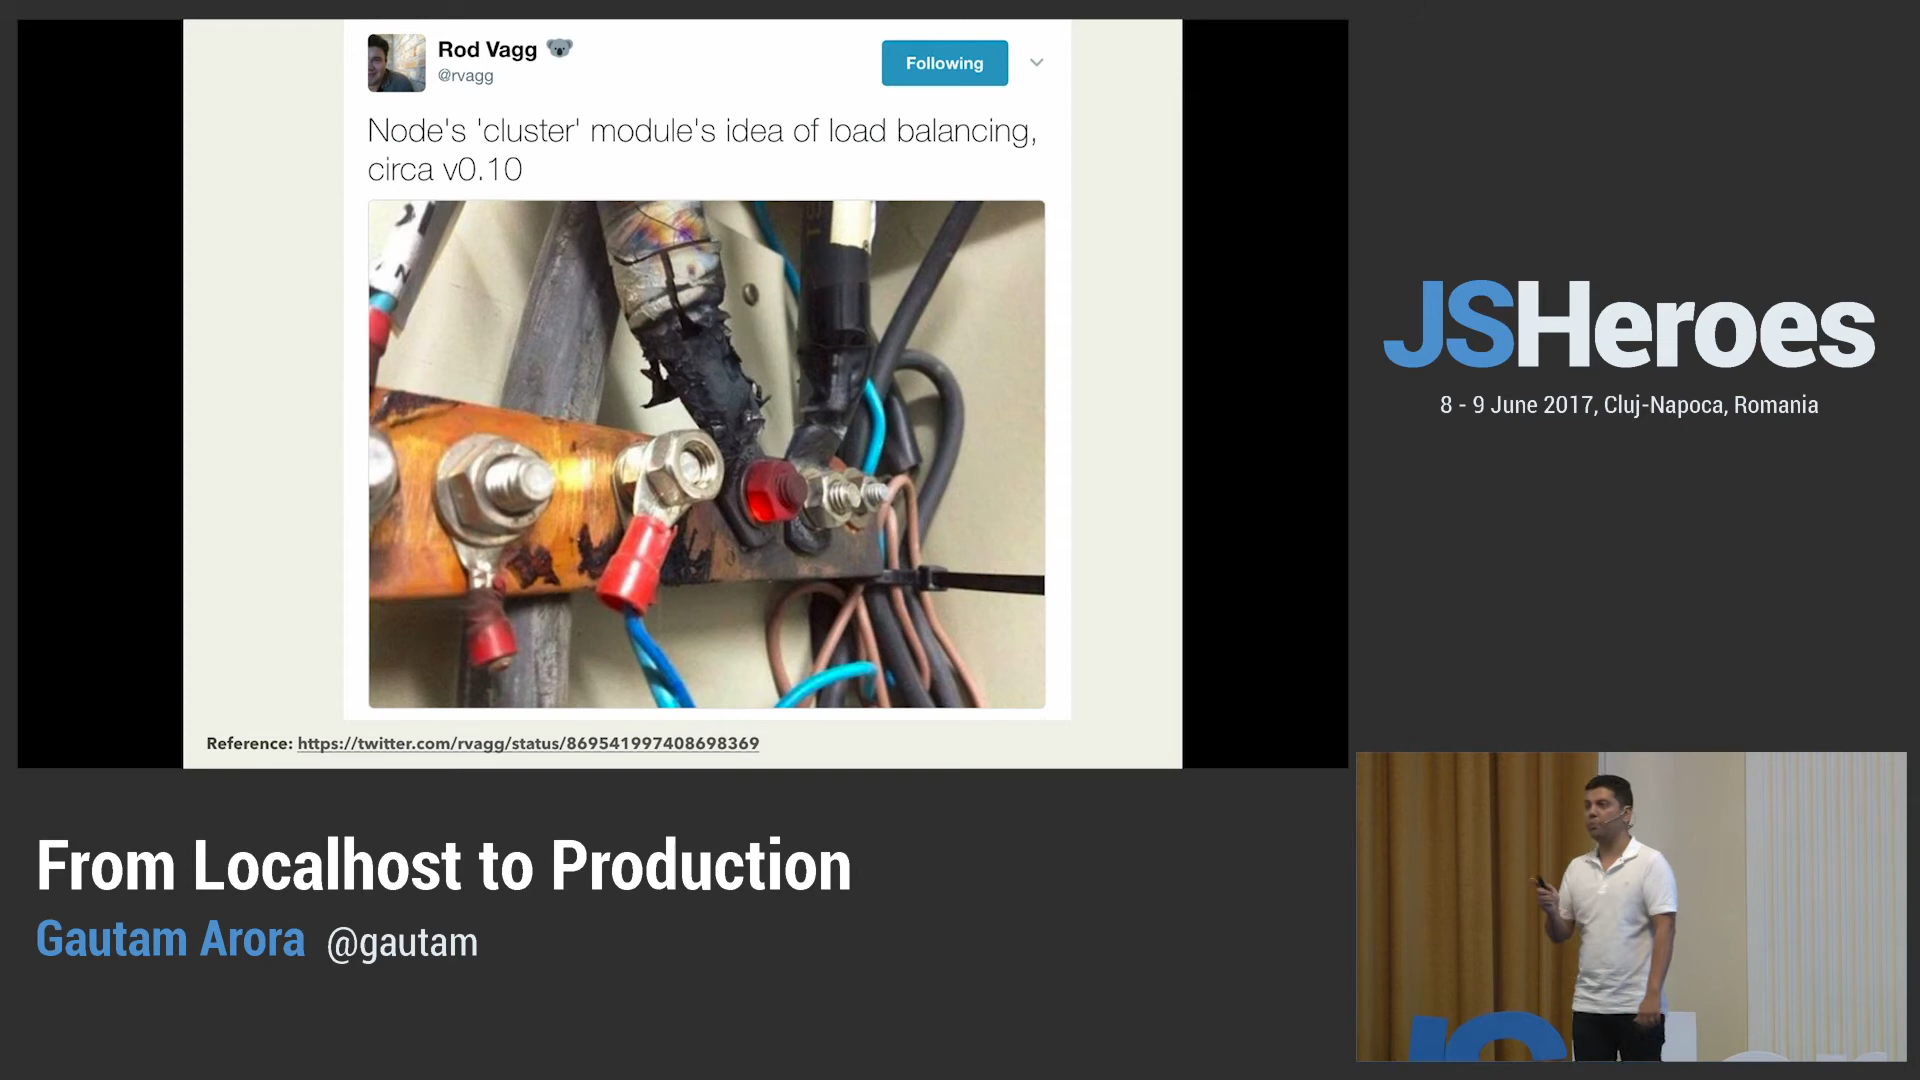 Rod Vagg
@rvagg
Following
Node's 'cluster' module's idea of load balancing,
circa v0.10
N
Reference: https://twitter.com/rvagg/status/869541997408698369
JSHeroes
8 - 9 June 2017, Cluj-Napoca, Romania
From Localhost to Production
Gautam Arora @gautam